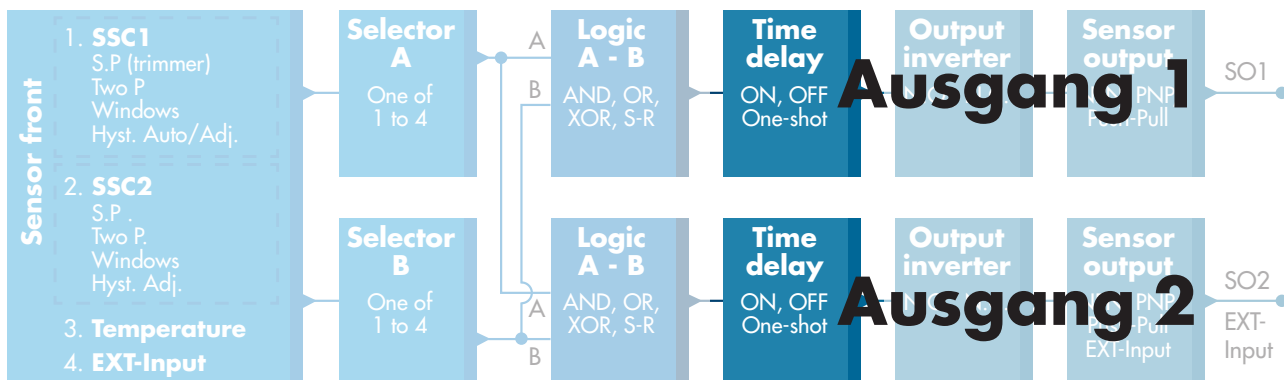 Sensor front
1. SSC1
S.P (trimmer)
Two P
Windows
Hyst. Auto/Adj.
2. SSC2
S.P .
Two P.
Windows
Hyst. Adj.
3. Temperature
4. EXT-Input
Selector
A
One of
1 to 4
A
B
Logic
A - B
AND, OR,
XOR, S-R
Time
delay
ON, OFF
One-shot
Output
inverter
Sensor
output
PNP
Push-Pull
Ausgang 1
SO1
Selector
B
One of
1 to 4
A
B
Logic
A - B
AND, OR,
XOR, S-R
Time
delay
ON, OFF
One-shot
Output
inverter
Sensor
output
PNP
Push-Pull
EXT-Input
Ausgang 2
SO2
EXT-
Input